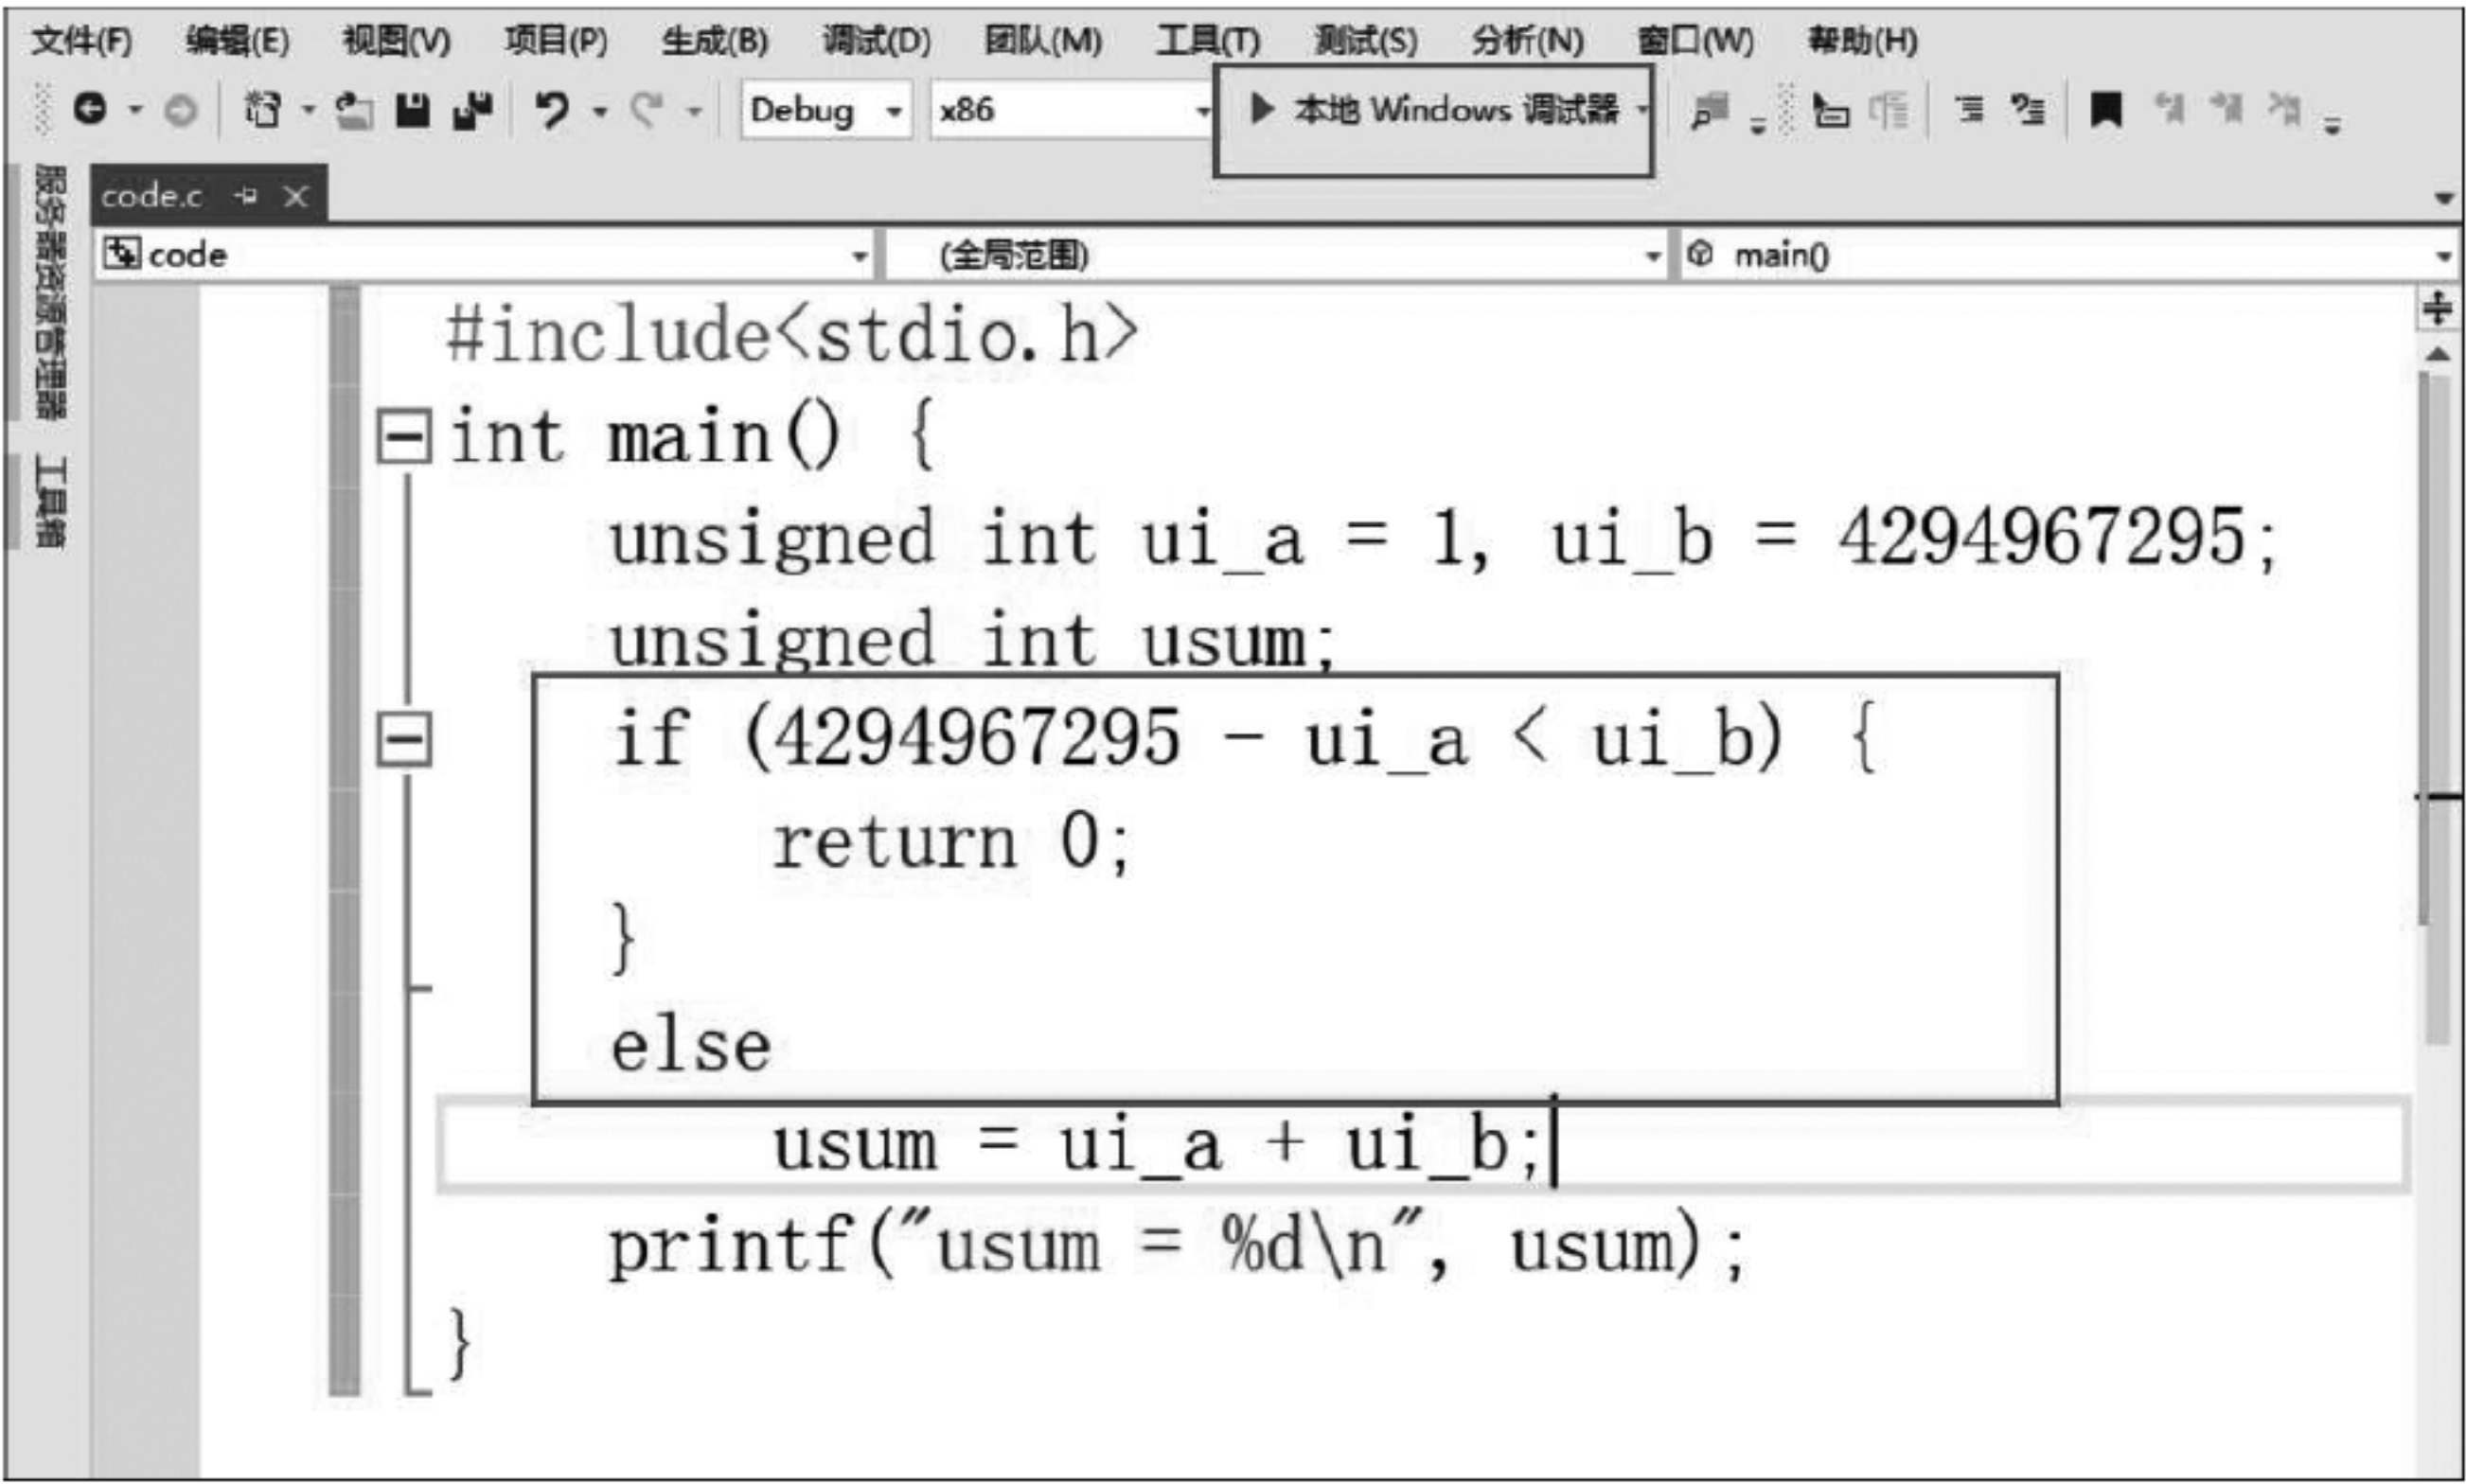 文件(F) 编辑(E) 视图(V) 项目(P) 生成(B) 调试(D) 团队(M) 工具(T) 测试(S) 分析(N) 窗口(W) 帮助(H)
Debug x86 本地 Windows 调试器
服务器资源管理器 工具箱
code.c
code (全局范围) main()
#include<stdio.h>
int main() {
unsigned int ui_a = 1, ui_b = 4294967295;
unsigned int usum;
if (4294967295 - ui_a < ui_b) {
return 0;
}
else
usum = ui_a + ui_b;
printf("usum = %d\n", usum);
}